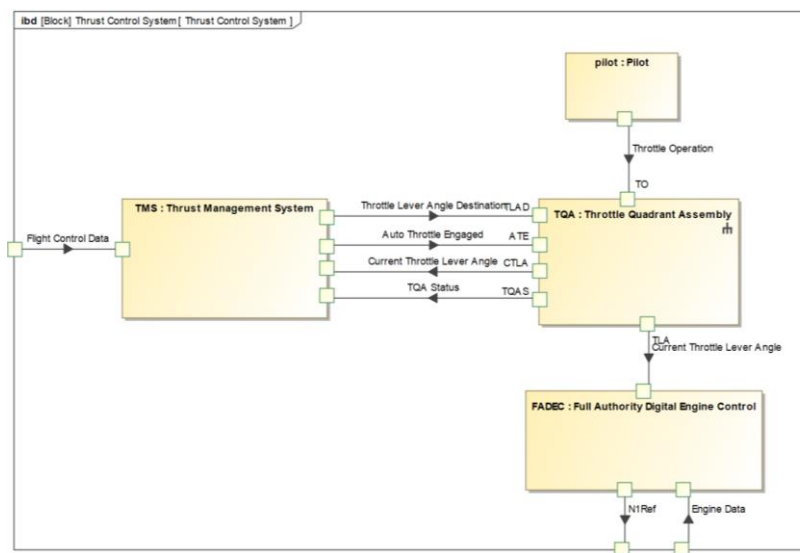 ibd [Block] Thrust Control System[ Thrust Control System ]
pilot : Pilot
Throttle Operation
TO
TMS : Thrust Management System
Throttle Lever Angle Destination
TLAD
TQA : Throttle Quadrant Assembly
Flight Control Data
Auto Throttle Engaged
ATE
Current Throttle Lever Angle
CTLA
TQA Status
TQAS
TLA
Current Throttle Lever Angle
FADEC : Full Authority Digital Engine Control
N1Ref
Engine Data